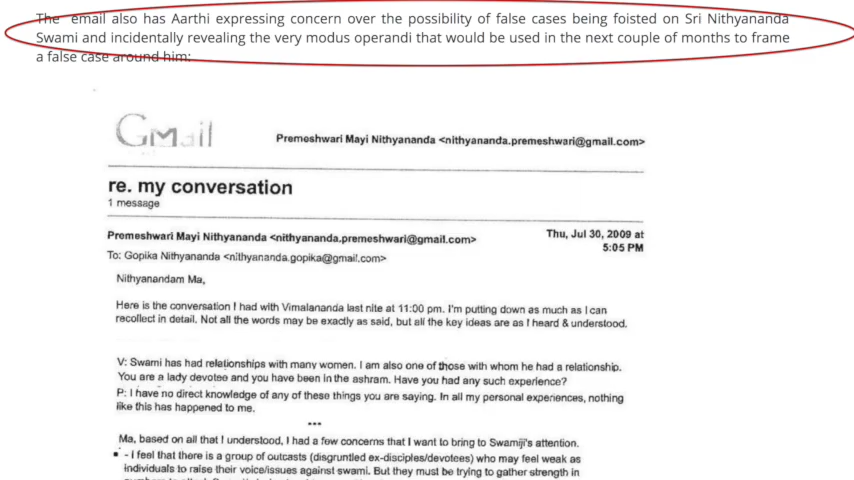 The email also has Aarthi expressing concern over the possibility of false cases being foisted on Sri Nithyananda
Swami and incidentally revealing the very modus operandi that would be used in the next couple of months to frame
a false case around him:
GMail
Premeshwari Mayi Nithyananda <nithyananda.premeshwari@gmail.com>
re. my conversation
1 message
Premeshwari Mayi Nithyananda <nithyananda.premeshwari@gmail.com>
Thu, Jul 30, 2009 at
5:05 PM
To: Gopika Nithyananda <nithyananda.gopika@gmail.com>
Nithyanandam Ma,
Here is the conversation I had with Vimalananda last nite at 11:00 pm. I'm putting down as much as I can
recollect in detail. Not all the words may be exactly as said, but all the key ideas are as I heard & understood.
V: Swami has had relationships with many women. I am also one of those with whom he had a relationship.
You are a lady devotee and you have been in the ashram. Have you had any such experience?
P: I have no direct knowledge of any of these things you are saying. In all my personal experiences, nothing
like this has happened to me.
***
Ma, based on all that I understood, I had a few concerns that I want to bring to Swamiji's attention.
• - I feel that there is a group of outcasts (disgruntled ex-disciples/devotees) who may feel weak as
individuals to raise their voice/issues against swami. But they must be trying to gather strength in